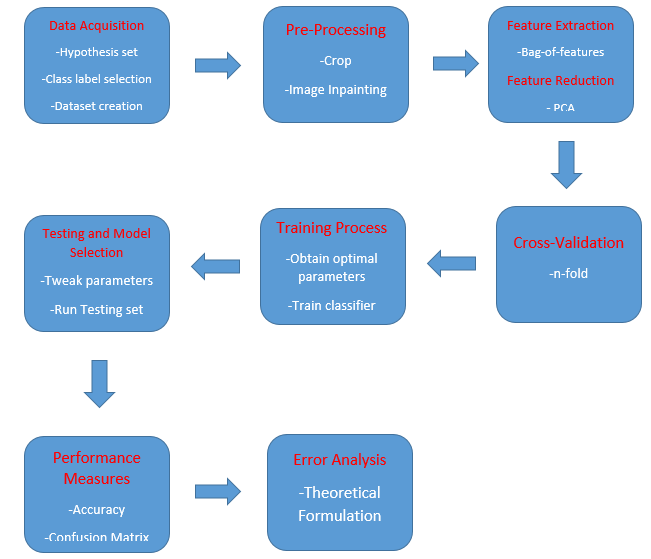 Data Acquisition
-Hypothesis set
-Class label selection
-Dataset creation
Pre-Processing
-Crop
-Image Inpainting
Feature Extraction
-Bag-of-features
Feature Reduction
- PCA
Cross-Validation
-n-fold
Training Process
-Obtain optimal
parameters
-Train classifier
Testing and Model
Selection
-Tweak parameters
-Run Testing set
Performance
Measures
-Accuracy
-Confusion Matrix
Error Analysis
-Theoretical
Formulation